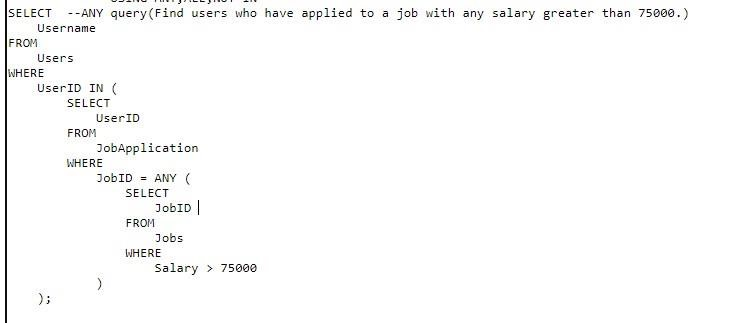 SELECT  --ANY query(Find users who have applied to a job with any salary greater than 75000.)
    Username
FROM
    Users
WHERE
    UserID IN (
        SELECT
            UserID
        FROM
            JobApplication
        WHERE
            JobID = ANY (
                SELECT
                    JobID
                FROM
                    Jobs
                WHERE
                    Salary > 75000
            )
    );